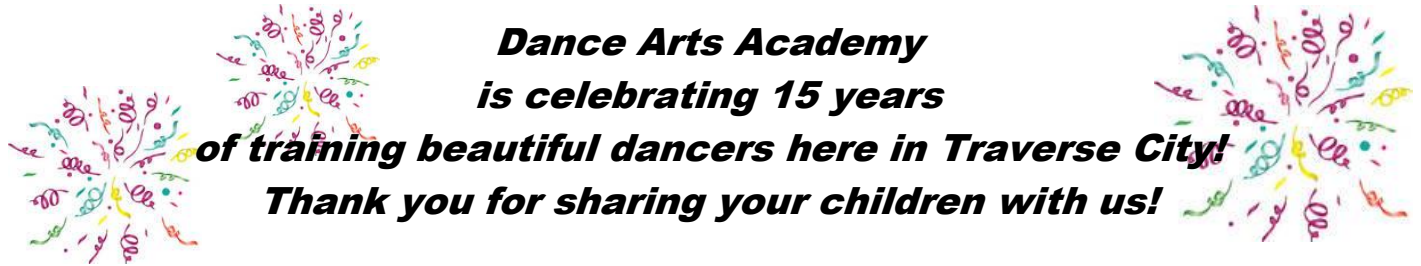 Dance Arts Academy
is celebrating 15 years
of training beautiful dancers here in Traverse City!
Thank you for sharing your children with us!